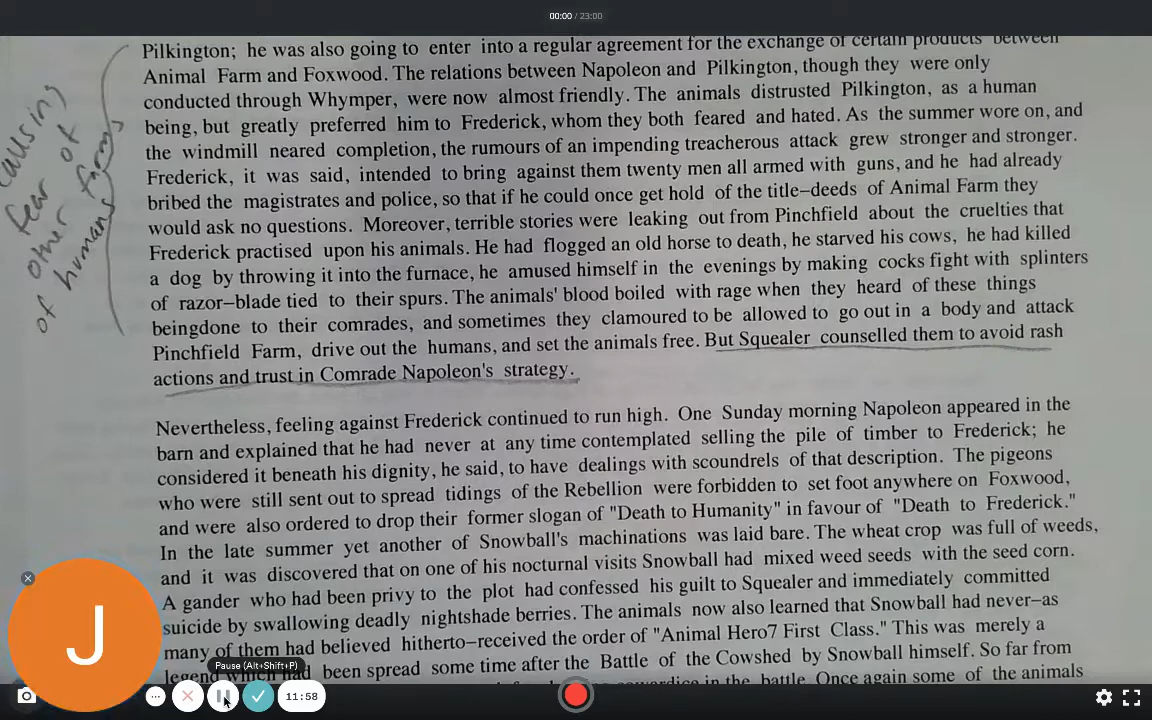 00:00 / 23:00
Pilkington; he was also going to enter into a regular agreement for the exchange of certain products between
Animal Farm and Foxwood. The relations between Napoleon and Pilkington, though they were only
conducted through Whymper, were now almost friendly. The animals distrusted Pilkington, as a human
being, but greatly preferred him to Frederick, whom they both feared and hated. As the summer wore on, and
the windmill neared completion, the rumours of an impending treacherous attack grew stronger and stronger.
Frederick, it was said, intended to bring against them twenty men all armed with guns, and he had already
bribed the magistrates and police, so that if he could once get hold of the title–deeds of Animal Farm they
would ask no questions. Moreover, terrible stories were leaking out from Pinchfield about the cruelties that
Frederick practised upon his animals. He had flogged an old horse to death, he starved his cows, he had killed
a dog by throwing it into the furnace, he amused himself in the evenings by making cocks fight with splinters
of razor–blade tied to their spurs. The animals' blood boiled with rage when they heard of these things
beingdone to their comrades, and sometimes they clamoured to be allowed to go out in a body and attack
Pinchfield Farm, drive out the humans, and set the animals free. But Squealer counselled them to avoid rash
actions and trust in Comrade Napoleon's strategy.
causing
fear of
other farms
of humans
Nevertheless, feeling against Frederick continued to run high. One Sunday morning Napoleon appeared in the
barn and explained that he had never at any time contemplated selling the pile of timber to Frederick; he
considered it beneath his dignity, he said, to have dealings with scoundrels of that description. The pigeons
who were still sent out to spread tidings of the Rebellion were forbidden to set foot anywhere on Foxwood,
and were also ordered to drop their former slogan of "Death to Humanity" in favour of "Death to Frederick."
In the late summer yet another of Snowball's machinations was laid bare. The wheat crop was full of weeds,
and it was discovered that on one of his nocturnal visits Snowball had mixed weed seeds with the seed corn.
A gander who had been privy to the plot had confessed his guilt to Squealer and immediately committed
suicide by swallowing deadly nightshade berries. The animals now also learned that Snowball had never–as
many of them had believed hitherto–received the order of "Animal Hero7 First Class." This was merely a
legend which had been spread some time after the Battle of the Cowshed by Snowball himself. So far from
in the battle. Once again some of the animals
J
Pause (Alt+Shift+P)
11:58